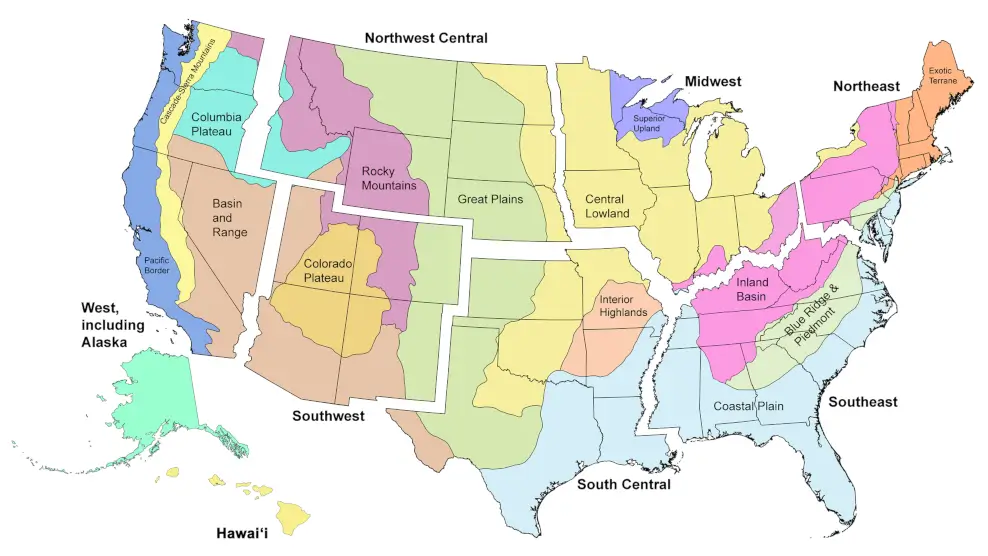 Northwest Central
Midwest
Northeast
Exotic
Terrane
Cascade-Sierra Mountains
Columbia
Plateau
Superior
Upland
Rocky
Mountains
Great Plains
Central
Lowland
Basin
and
Range
Pacific
Border
Colorado
Plateau
Interior
Highlands
Inland
Basin
Blue Ridge &
Piedmont
West,
including
Alaska
Southwest
Coastal Plain
Southeast
South Central
Hawaiʻi